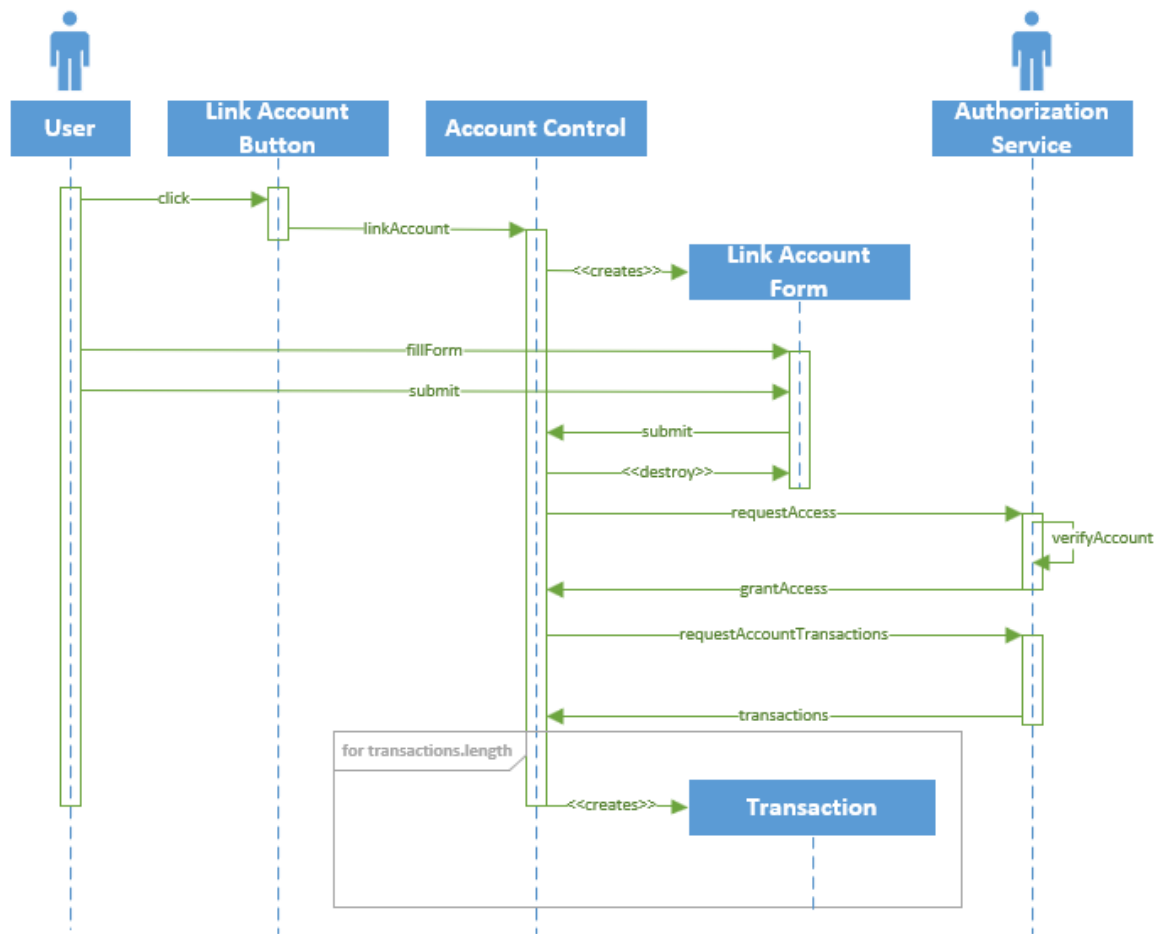 User
Link Account
Button
Account Control
Authorization
Service
click
linkAccount
<<creates>>
Link Account
Form
fillForm
submit
submit
<<destroy>>
requestAccess
verifyAccount
grantAccess
requestAccountTransactions
transactions
for transactions.length
<<creates>>
Transaction